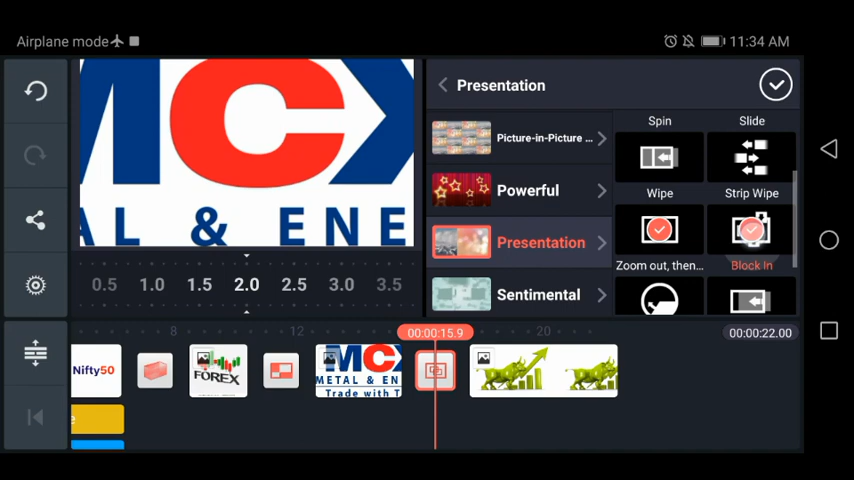 Airplane mode
11:34 AM
MCX
TAL & ENE
0.5 1.0 1.5 2.0 2.5 3.0 3.5
Presentation
Picture-in-Picture ...
Powerful
Presentation
Sentimental
Spin Slide
Wipe Strip Wipe
Zoom out, then... Block In
8 12 00:00:15.9 20 00:00:22.00
Nifty50
FOREX
MCX
METAL & EN
Trade with T
e